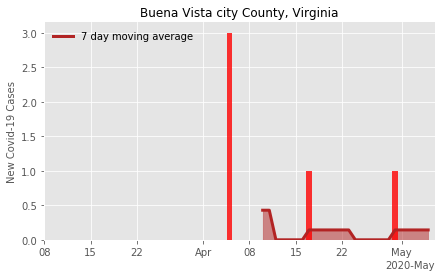 Buena Vista city County, Virginia
7 day moving average
New Covid-19 Cases
3.0
2.5
2.0
1.5
1.0
0.5
0.0
08 15 22 Apr 08 15 22 May
2020-May